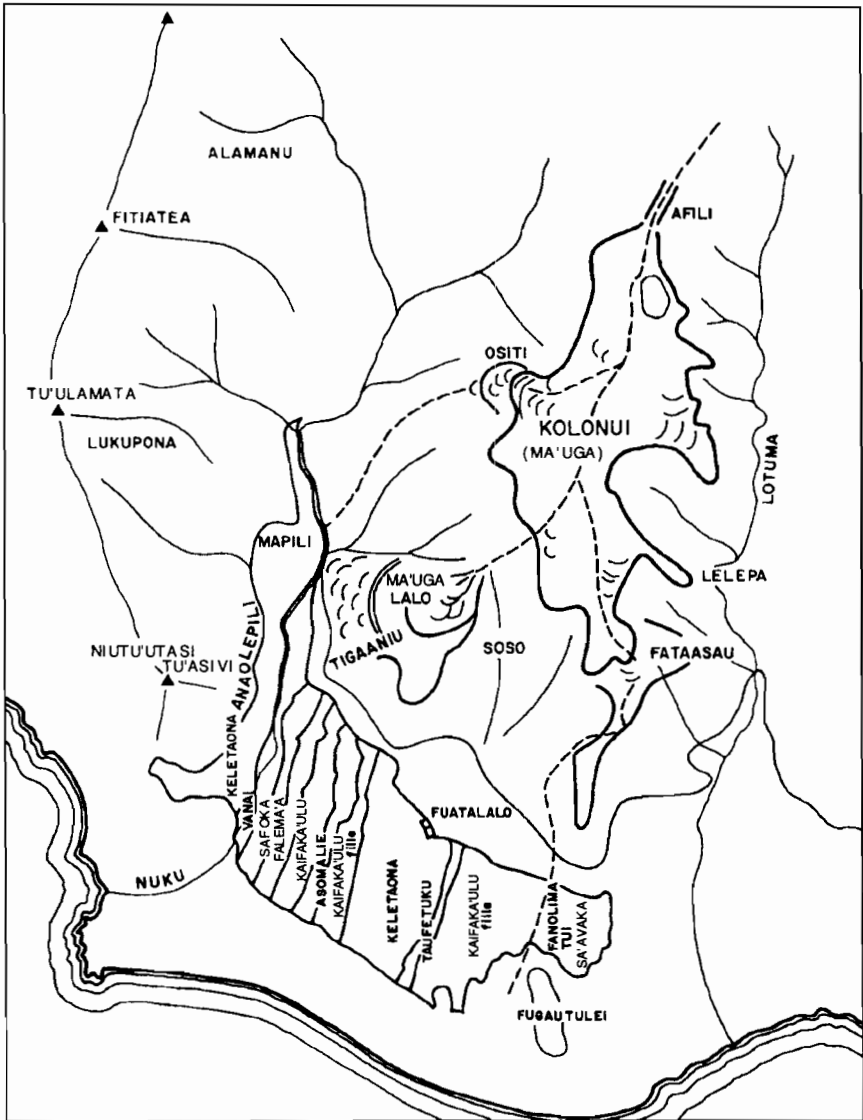 ALAMANU
FITIATEA
AFILI
OSITI
TU'ULAMATA
LUKUPONA
KOLONUI
(MA'UGA)
LOTUMA
MAPILI
MA'UGA
LALO
LELEPA
ANAOLEPILI
TIGAANIU
SOSO
FATAASAU
NIUTU'UTASI
TU'ASIVI
KELETAONA
VANAI
SAFOKA
FALEMA'A
KAIFAKA'ULU
ASOMALIE
KAIFAKA'ULU
fille
FUATALALO
KELETAONA
TAUFETUKU
KAIFAKA'ULU
fille
FANOLIMA
TUI
SA'AVAKA
NUKU
FUGAUTULEI